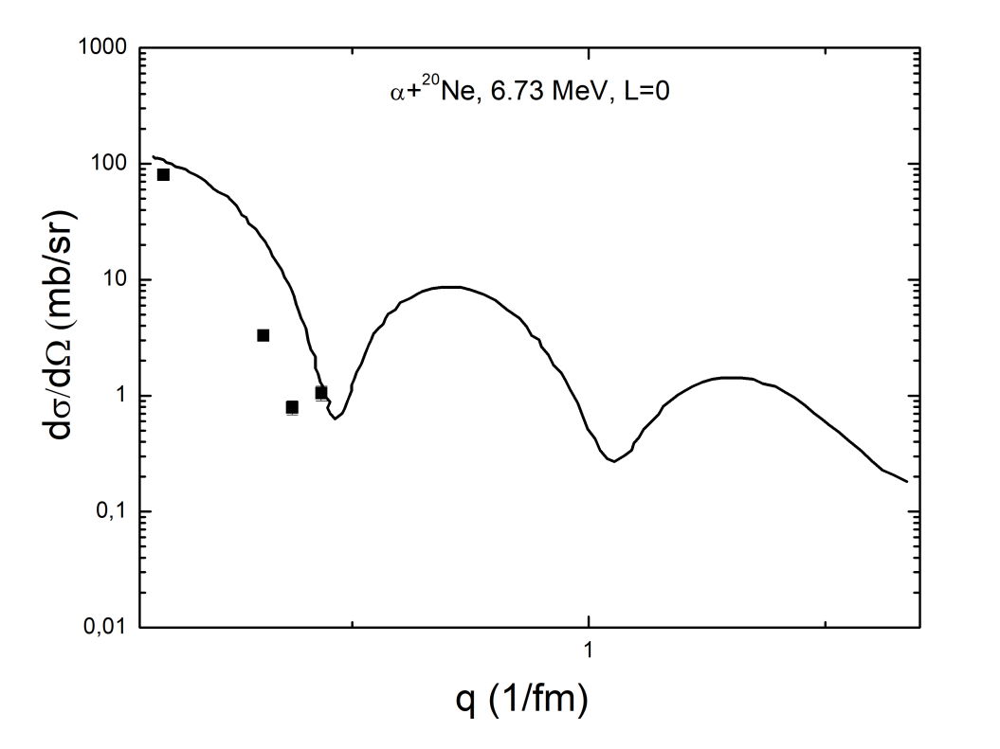 1000
α+²⁰Ne, 6.73 MeV, L=0
100
10
1
0,1
0,01
dσ/dΩ (mb/sr)
1
q (1/fm)